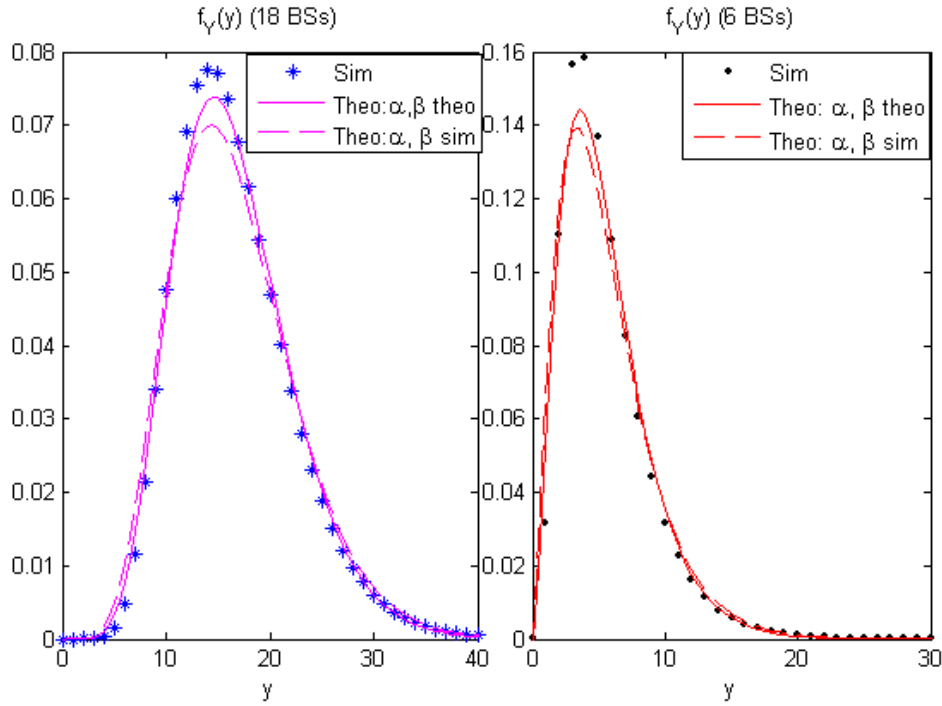 f_Y(y) (18 BSs)
0.08
0.07
0.06
0.05
0.04
0.03
0.02
0.01
0
0 10 20 30 40
y
Sim
Theo: α,β theo
Theo: α, β sim
f_Y(y) (6 BSs)
0.16
0.14
0.12
0.1
0.08
0.06
0.04
0.02
0
0 10 20 30
y
Sim
Theo: α, β theo
Theo: α, β sim